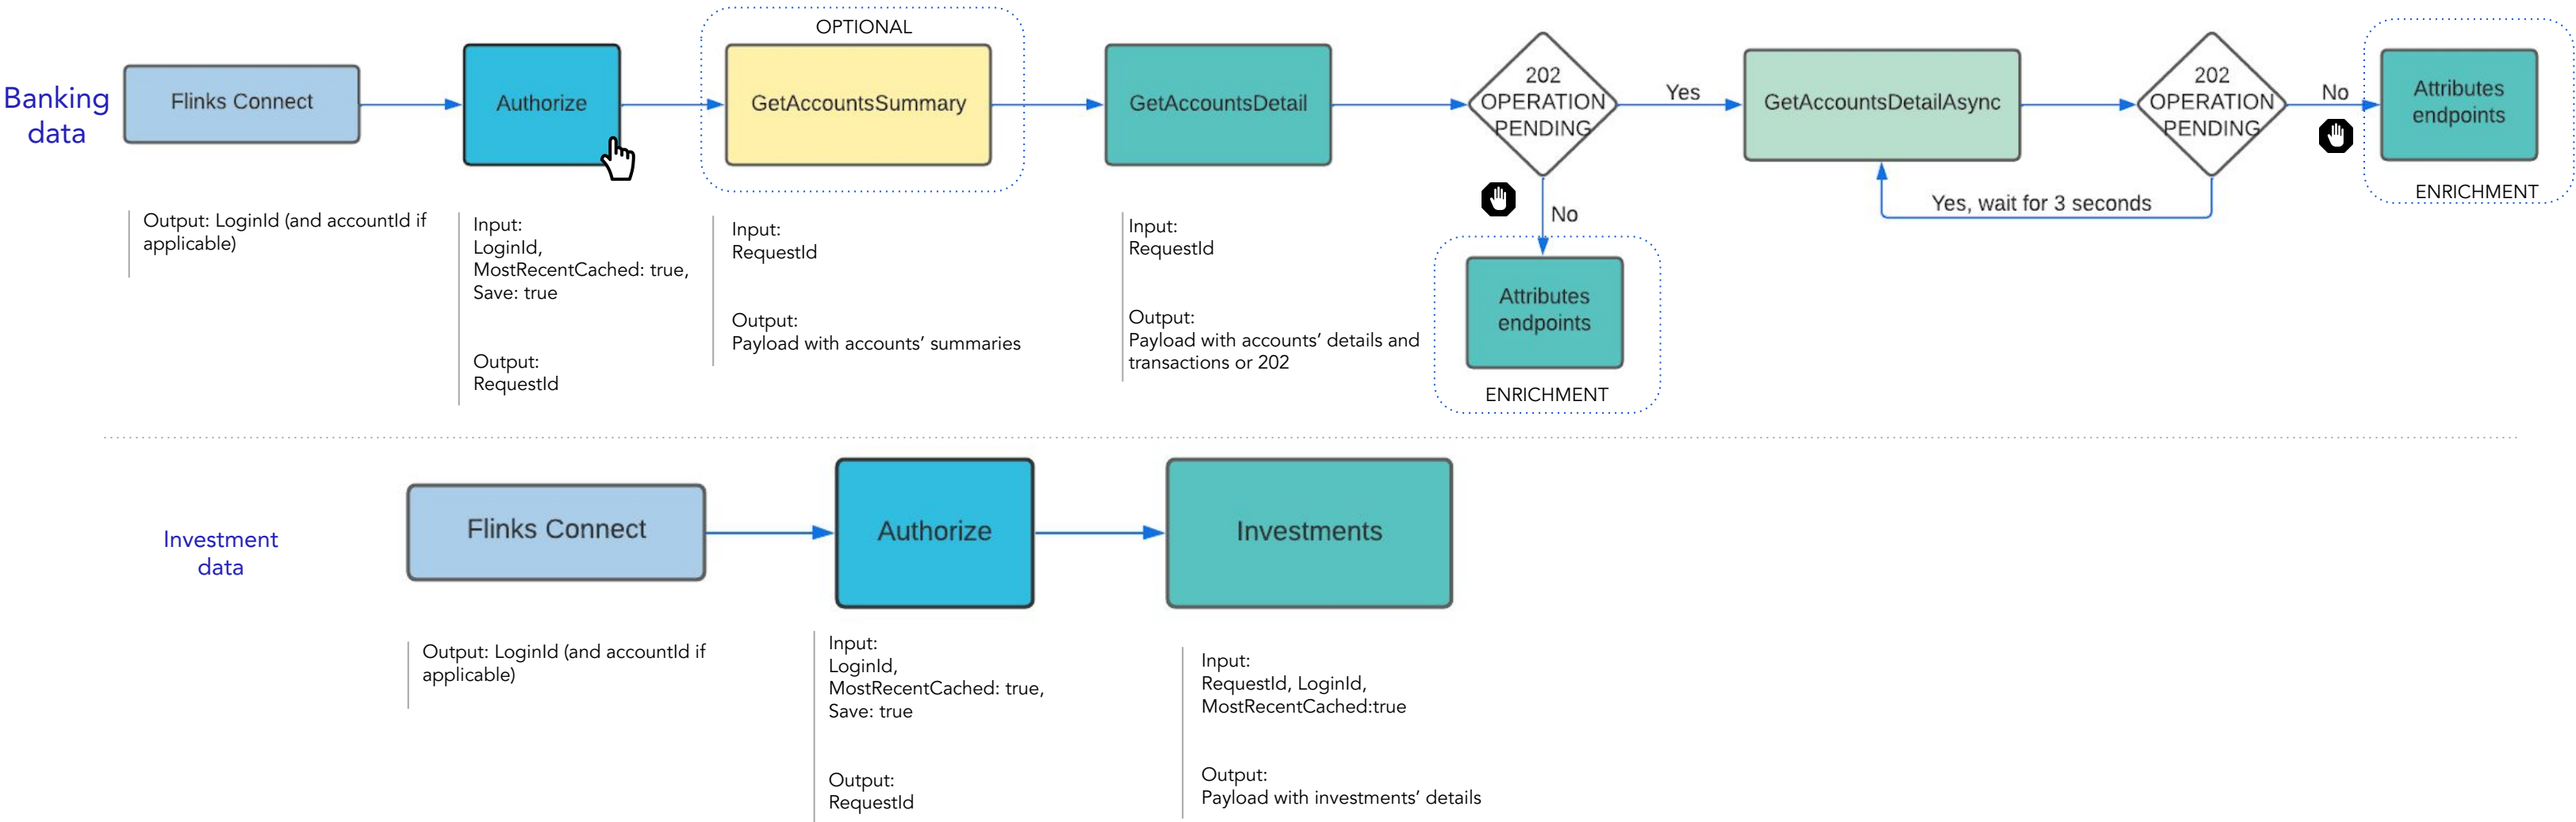 Banking
data
Flinks Connect
Authorize
OPTIONAL
GetAccountsSummary
GetAccountsDetail
202
OPERATION
PENDING
Yes
GetAccountsDetailAsync
202
OPERATION
PENDING
No
Attributes
endpoints
ENRICHMENT
Yes, wait for 3 seconds
No
Attributes
endpoints
ENRICHMENT
Output: LoginId (and accountId if
applicable)
Input:
LoginId,
MostRecentCached: true,
Save: true
Output:
RequestId
Input:
RequestId
Output:
Payload with accounts’ summaries
Input:
RequestId
Output:
Payload with accounts’ details and
transactions or 202
Investment
data
Flinks Connect
Authorize
Investments
Output: LoginId (and accountId if
applicable)
Input:
LoginId,
MostRecentCached: true,
Save: true
Output:
RequestId
Input:
RequestId, LoginId,
MostRecentCached:true
Output:
Payload with investments’ details